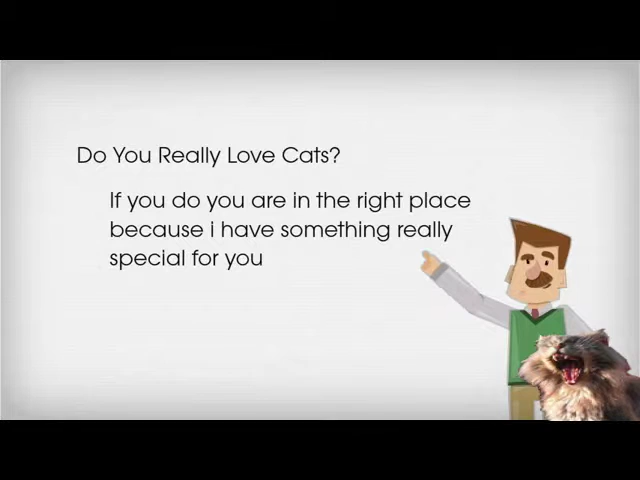 Do You Really Love Cats?
If you do you are in the right place
because i have something really
special for you